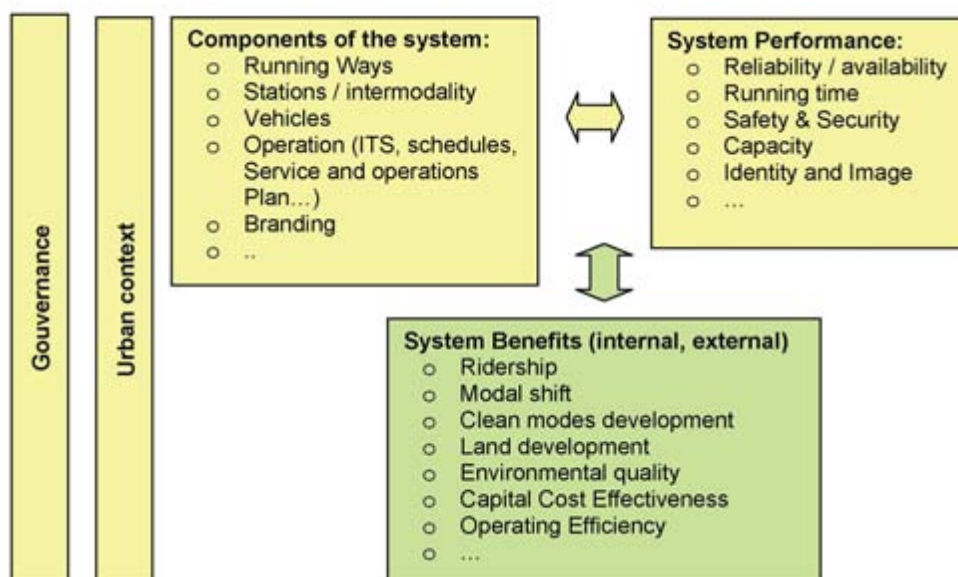 Gouvernance
Urban context
Components of the system:
o Running Ways
o Stations / intermodality
o Vehicles
o Operation (ITS, schedules,
Service and operations
Plan…)
o Branding
o ..
System Performance:
o Reliability / availability
o Running time
o Safety & Security
o Capacity
o Identity and Image
o …
System Benefits (internal, external)
o Ridership
o Modal shift
o Clean modes development
o Land development
o Environmental quality
o Capital Cost Effectiveness
o Operating Efficiency
o …